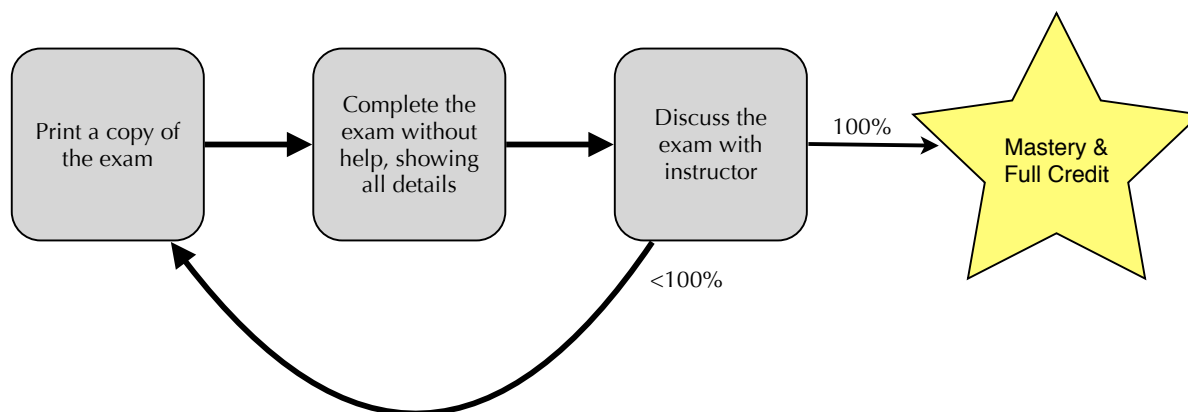 Print a copy of
the exam
Complete the
exam without
help, showing
all details
Discuss the
exam with
instructor
100%
Mastery &
Full Credit
<100%